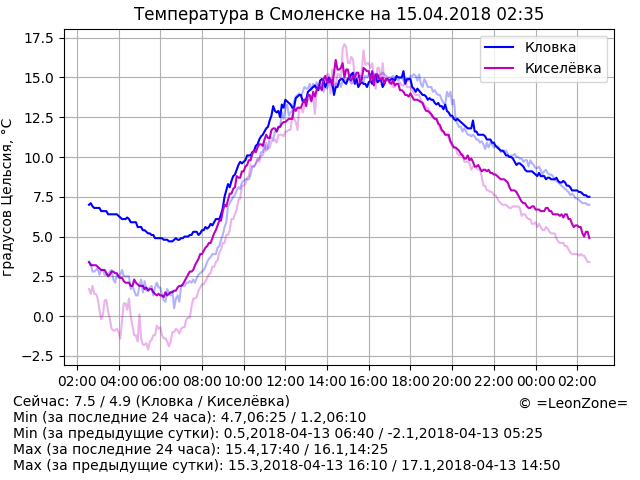 Температура в Смоленске на 15.04.2018 02:35
17.5
15.0
12.5
10.0
7.5
5.0
2.5
0.0
−2.5
градусов Цельсия, °C
Кловка
Киселёвка
02:00 04:00 06:00 08:00 10:00 12:00 14:00 16:00 18:00 20:00 22:00 00:00 02:00
Сейчас: 7.5 / 4.9 (Кловка / Киселёвка)
© =LeonZone=
Min (за последние 24 часа): 4.7,06:25 / 1.2,06:10
Min (за предыдущие сутки): 0.5,2018-04-13 06:40 / -2.1,2018-04-13 05:25
Max (за последние 24 часа): 15.4,17:40 / 16.1,14:25
Max (за предыдущие сутки): 15.3,2018-04-13 16:10 / 17.1,2018-04-13 14:50